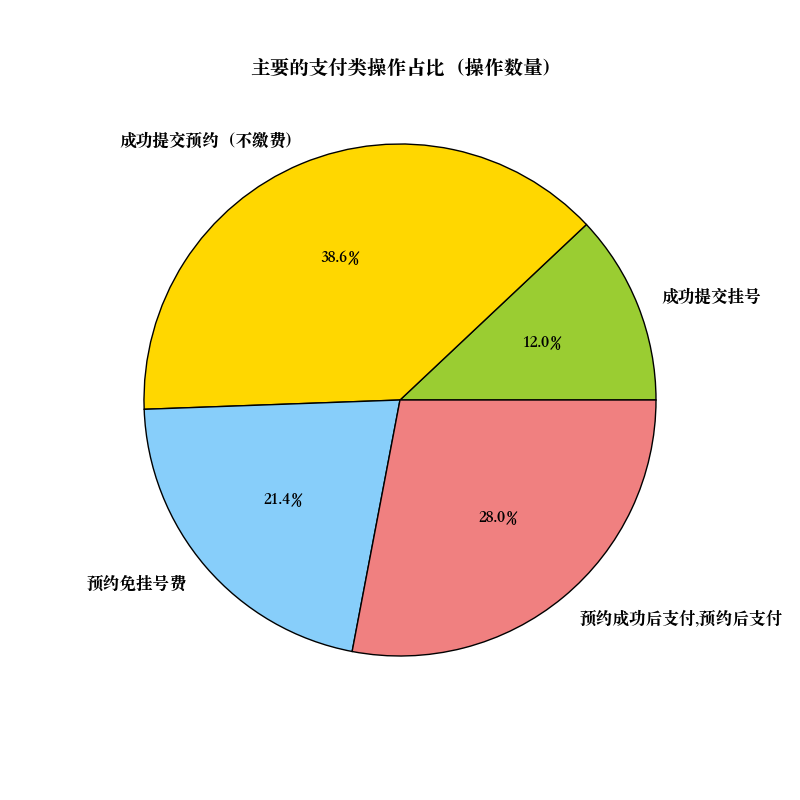 主要的支付类操作占比（操作数量）
成功提交预约（不缴费）
38.6%
成功提交挂号
12.0%
21.4%
28.0%
预约免挂号费
预约成功后支付,预约后支付